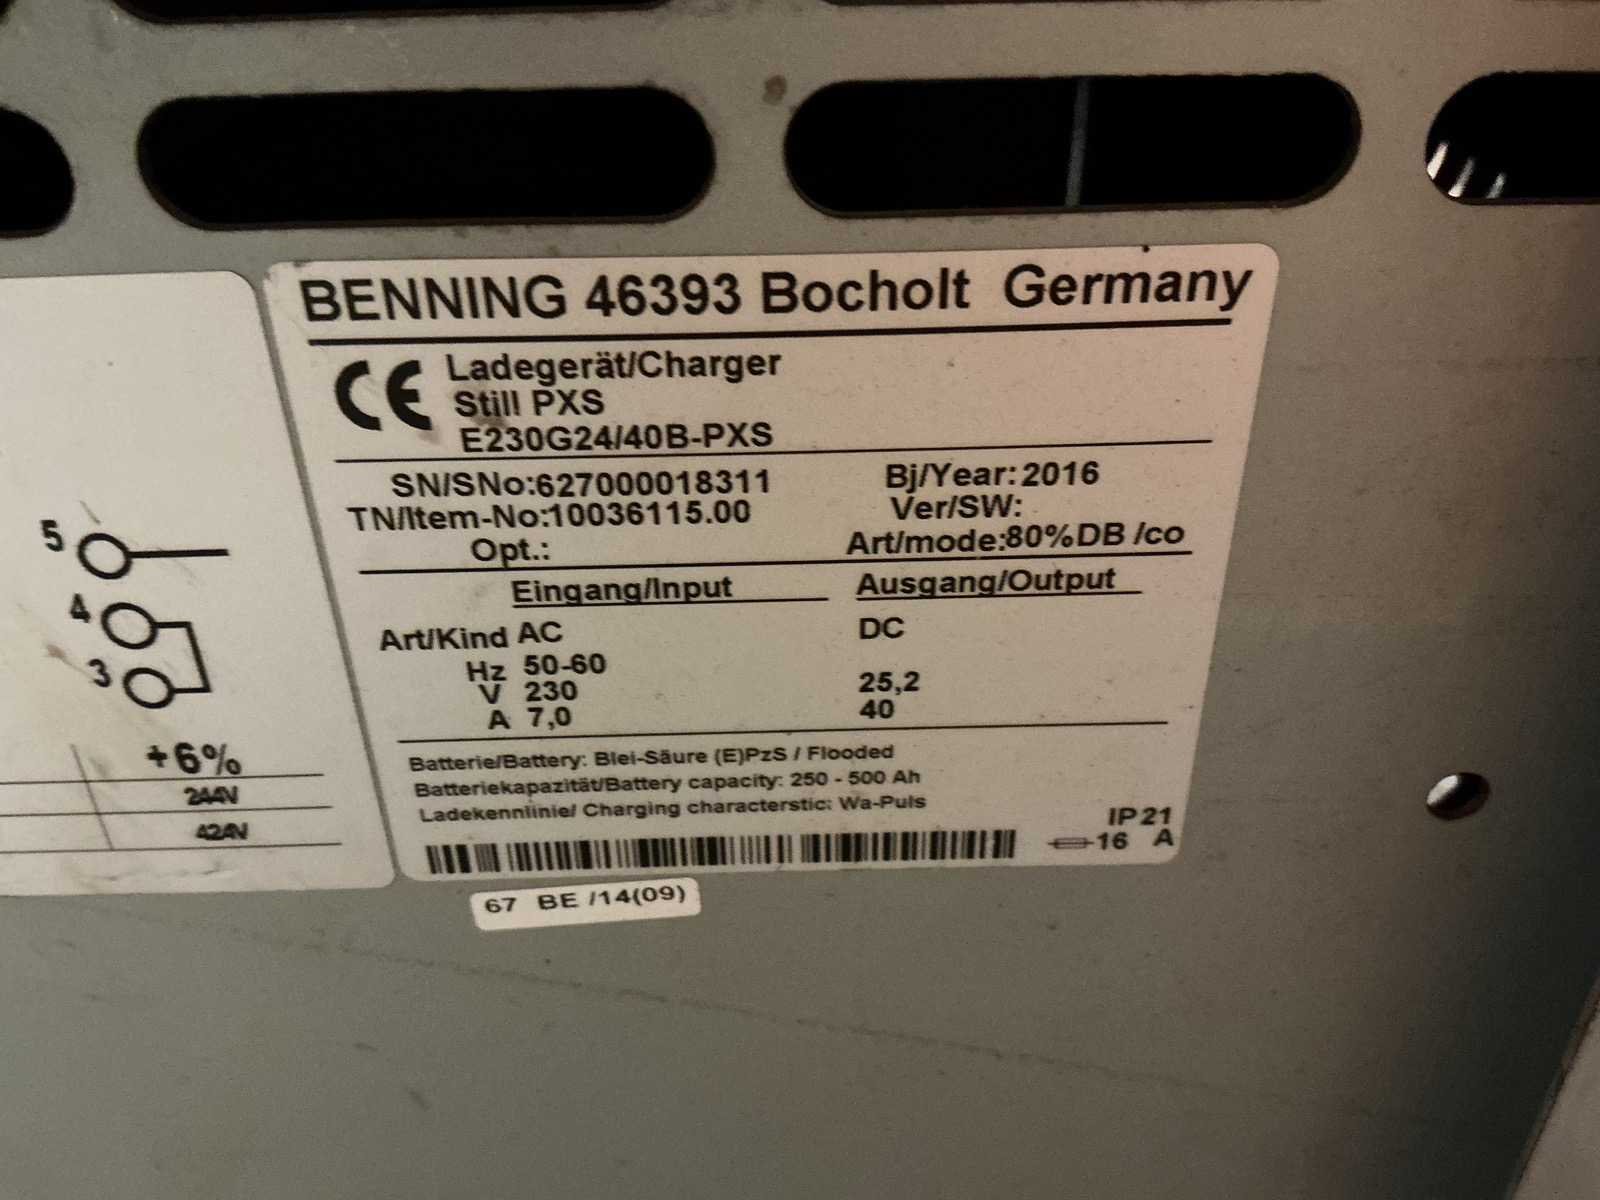 BENNING 46393 Bocholt Germany
CE Ladegerät/Charger
Still PXS
E230G24/40B-PXS
SN/SNo:627000018311 Bj/Year:2016
TN/Item-No:10036115.00 Ver/SW:
Opt.: Art/mode:80%DB /co
Eingang/Input Ausgang/Output
Art/Kind AC DC
Hz 50-60
V 230 25,2
A 7,0 40
Batterie/Battery: Blei-Säure (E)PzS / Flooded
Batteriekapazität/Battery capacity: 250 - 500 Ah
Ladekennlinie/ Charging characterstic: Wa-Puls
IP21
16 A
67 BE /14(09)
5
4
3
+6%
244V
424V